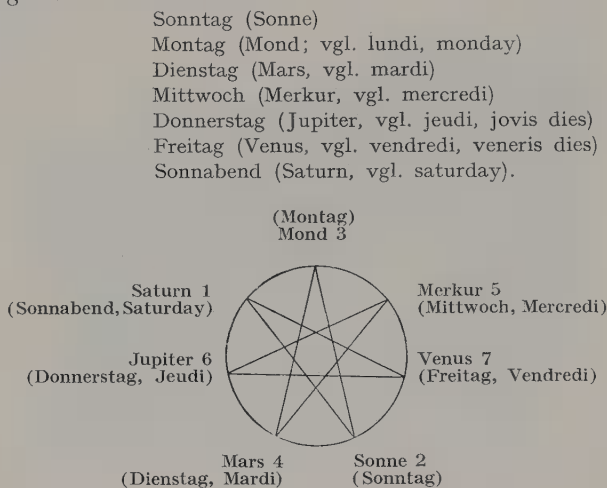 Sonntag (Sonne)
Montag (Mond; vgl. lundi, monday)
Dienstag (Mars, vgl. mardi)
Mittwoch (Merkur, vgl. mercredi)
Donnerstag (Jupiter, vgl. jeudi, jovis dies)
Freitag (Venus, vgl. vendredi, veneris dies)
Sonnabend (Saturn, vgl. saturday).
(Montag)
Mond 3
Saturn 1
(Sonnabend, Saturday)
Merkur 5
(Mittwoch, Mercredi)
Jupiter 6
(Donnerstag, Jeudi)
Venus 7
(Freitag, Vendredi)
Mars 4
(Dienstag, Mardi)
Sonne 2
(Sonntag)